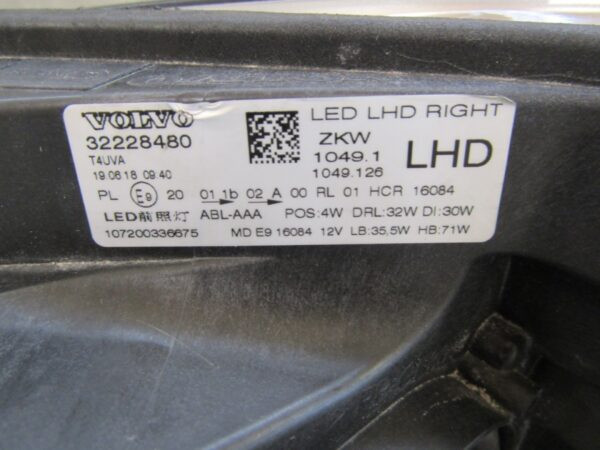 VOLVO
LED LHD RIGHT
32228480
ZKW
T4UVA
1049.1
LHD
19.06.18 09.40
1049.126
PL E9 20 01 1b 02 A 00 RL 01 HCR 16084
LED前照灯 ABL-AAA POS:4W DRL:32W DI:30W
107200336675 MD E9 16084 12V LB:35,5W HB:71W